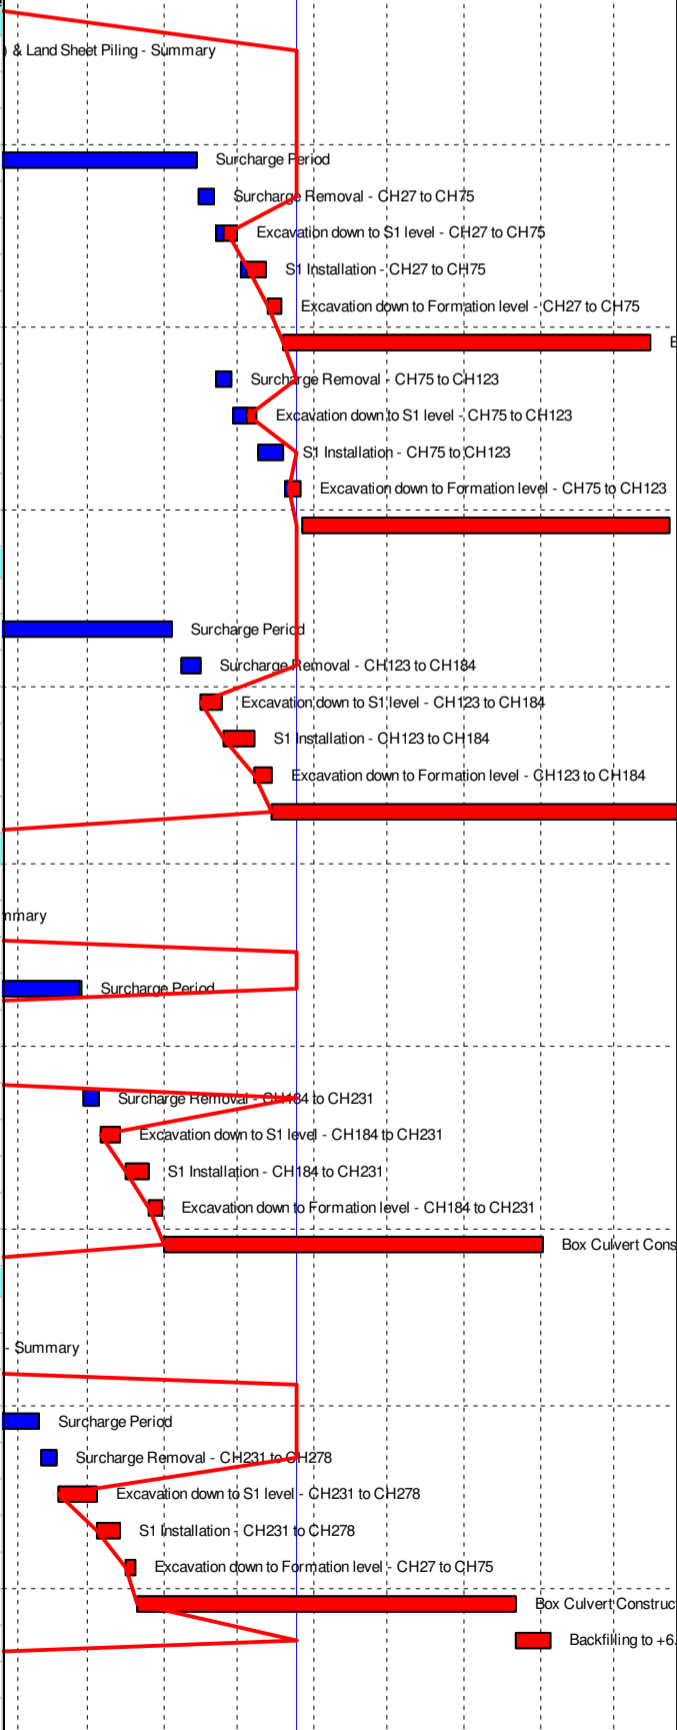 ) & Land Sheet Piling - Summary
Surcharge Period
Surcharge Removal - CH27 to CH75
Excavation down to S1 level - CH27 to CH75
S1 Installation - CH27 to CH75
Excavation down to Formation level - CH27 to CH75
Surcharge Removal - CH75 to CH123
Excavation down to S1 level - CH75 to CH123
S1 Installation - CH75 to CH123
Excavation down to Formation level - CH75 to CH123
Surcharge Period
Surcharge Removal - CH123 to CH184
Excavation down to S1 level - CH123 to CH184
S1 Installation - CH123 to CH184
Excavation down to Formation level - CH123 to CH184
mmary
Surcharge Period
Surcharge Removal - CH184 to CH231
Excavation down to S1 level - CH184 to CH231
S1 Installation - CH184 to CH231
Excavation down to Formation level - CH184 to CH231
Box Culvert Cons
- Summary
Surcharge Period
Surcharge Removal - CH231 to CH278
Excavation down to S1 level - CH231 to CH278
S1 Installation - CH231 to CH278
Excavation down to Formation level - CH27 to CH75
Box Culvert Construc
Backfilling to +6.